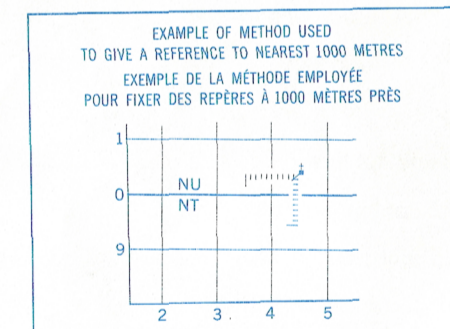 EXAMPLE OF METHOD USED
TO GIVE A REFERENCE TO NEAREST 1000 METRES
EXEMPLE DE LA MÉTHODE EMPLOYÉE
POUR FIXER DES REPÈRES À 1000 MÈTRES PRÈS
1
NU
0
NT
9
2 3 4 5